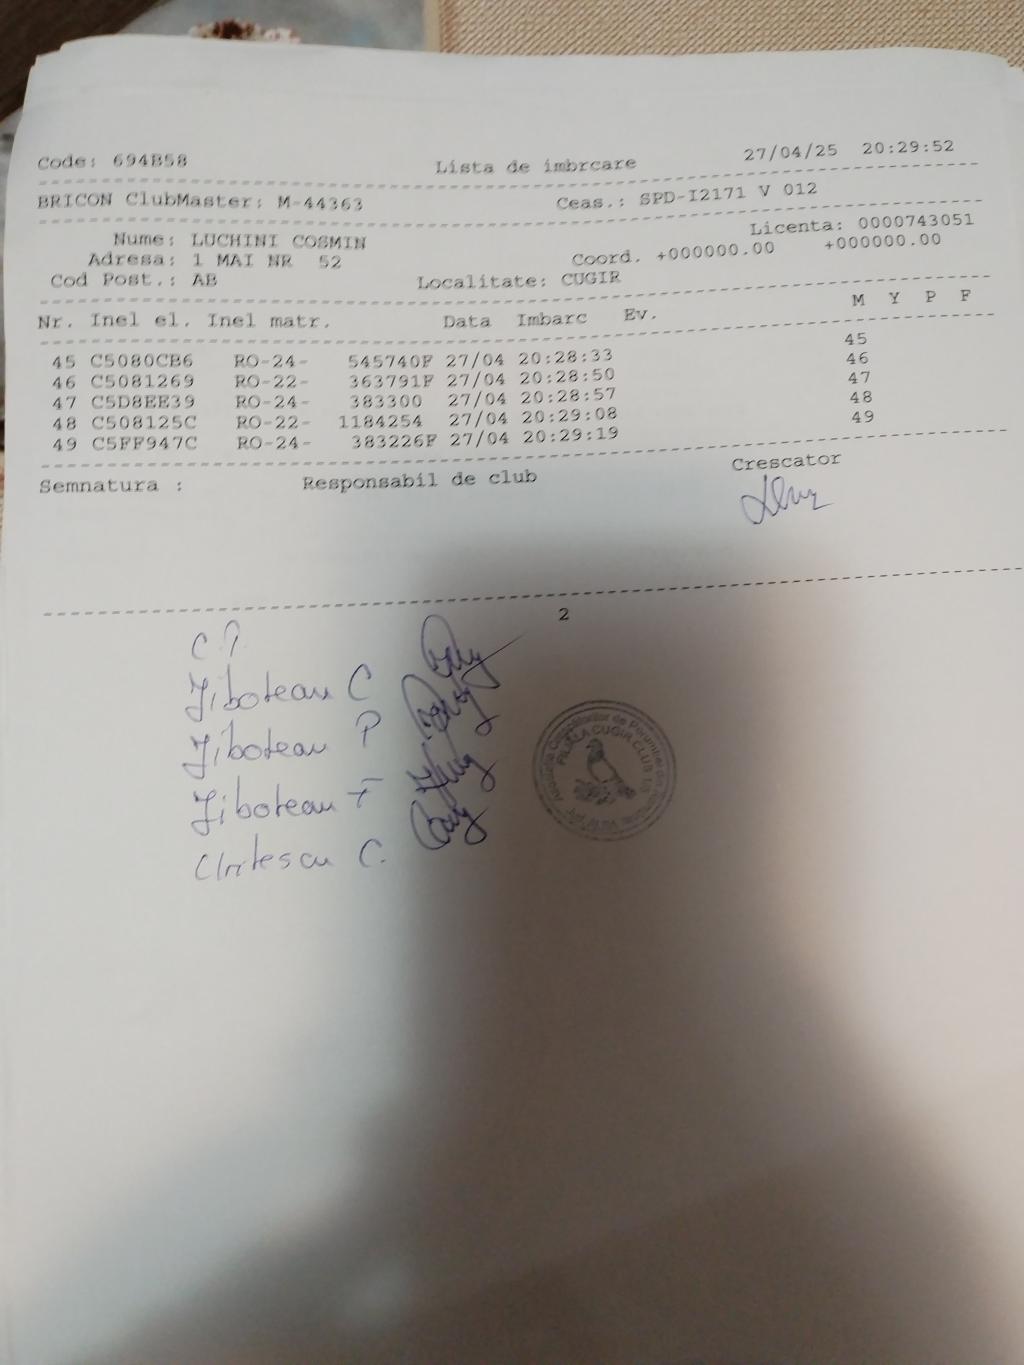 Code: 694B58 Lista de imbrcare 27/04/25 20:29:52
BRICON ClubMaster: M-44363 Ceas.: SPD-I2171 V 012
Nume: LUCHINI COSMIN Licenta: 0000743051
Adresa: 1 MAI NR 52 Coord. +000000.00 +000000.00
Cod Post.: AB Localitate: CUGIR
Nr. Inel el. Inel matr. Data Imbarc Ev. M Y P F
45 C5080CB6 RO-24- 545740F 27/04 20:28:33 45
46 C5081269 RO-22- 363791F 27/04 20:28:50 46
47 C5D8EE39 RO-24- 383300 27/04 20:28:57 47
48 C508125C RO-22- 1184254 27/04 20:29:08 48
49 C5FF947C RO-24- 383226F 27/04 20:29:19 49
Semnatura : Responsabil de club Crescator
2
Jiboteau C
Jiboteau P
Jiboteau F
C.
FILIALA CUGIR CLUB